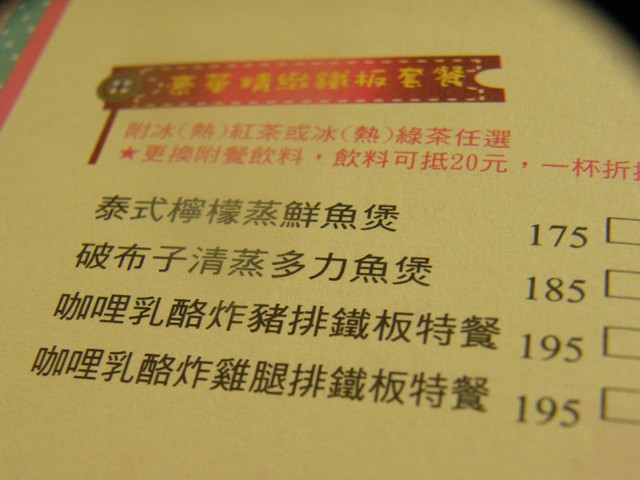 豪華精緻鐵板套餐
附冰(熱)紅茶或冰(熱)綠茶任選
★更換附餐飲料，飲料可抵20元，一杯折抵
泰式檸檬蒸鮮魚煲 175
破布子清蒸多力魚煲 185
咖哩乳酪炸豬排鐵板特餐 195
咖哩乳酪炸雞腿排鐵板特餐 195